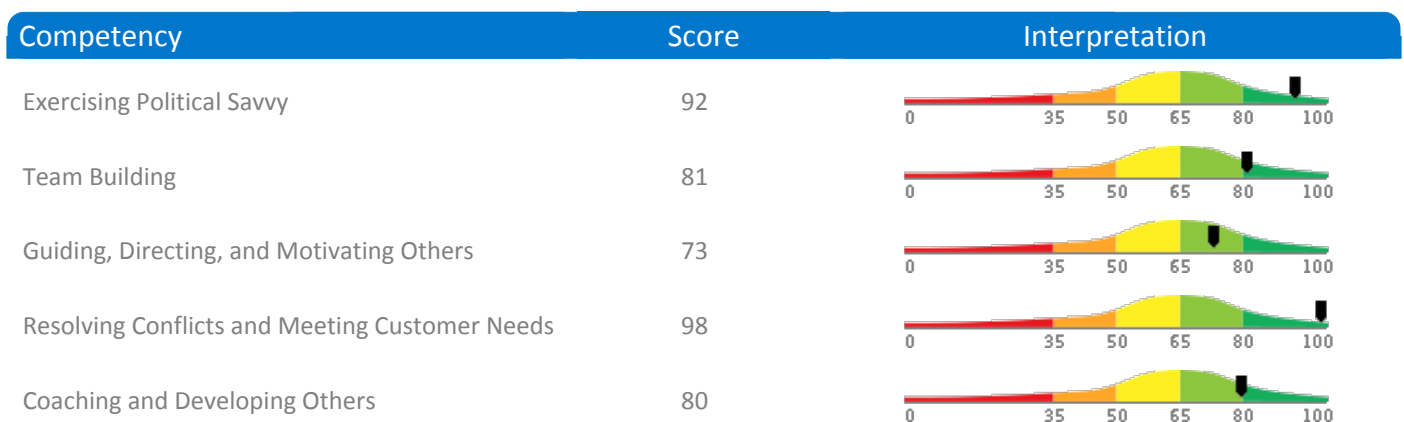 Competency Score Interpretation
Exercising Political Savvy 92
0 35 50 65 80 100
Team Building 81
0 35 50 65 80 100
Guiding, Directing, and Motivating Others 73
0 35 50 65 80 100
Resolving Conflicts and Meeting Customer Needs 98
0 35 50 65 80 100
Coaching and Developing Others 80
0 35 50 65 80 100